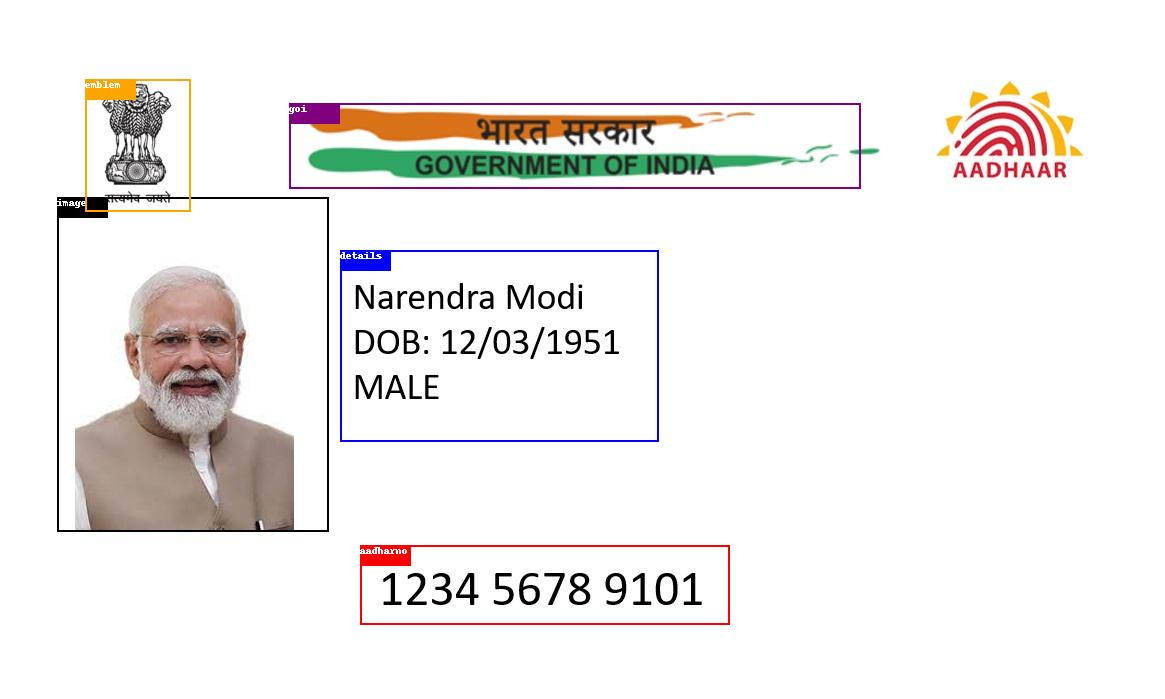 emblem
सत्यमेव जयते
goi
भारत सरकार
GOVERNMENT OF INDIA
AADHAAR
image
details
Narendra Modi
DOB: 12/03/1951
MALE
aadharno
1234 5678 9101